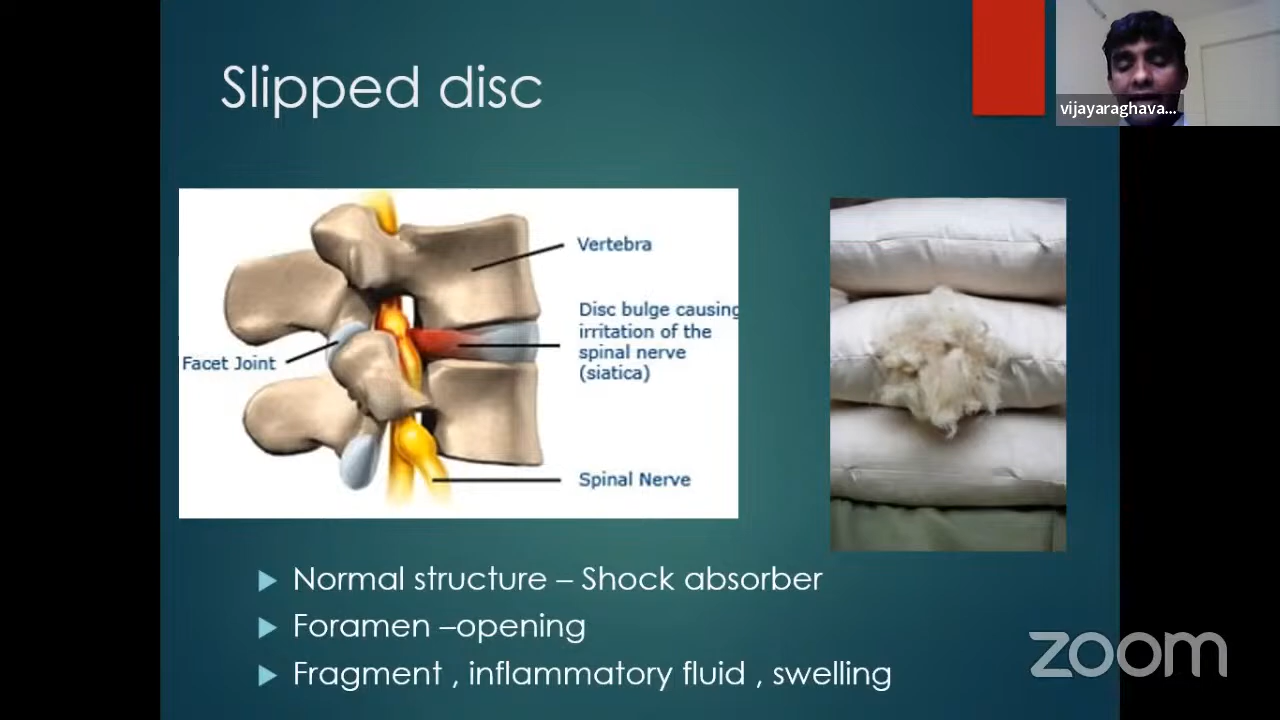 Slipped disc
vijayaraghava...
Vertebra
Disc bulge causing
irritation of the
spinal nerve
(siatica)
Facet Joint
Spinal Nerve
Normal structure – Shock absorber
Foramen –opening
Fragment , inflammatory fluid , swelling
zoom